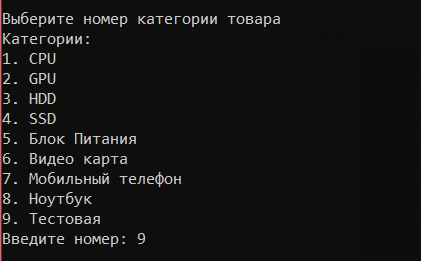 Выберите номер категории товара
Категории:
1. CPU
2. GPU
3. HDD
4. SSD
5. Блок Питания
6. Видео карта
7. Мобильный телефон
8. Ноутбук
9. Тестовая
Введите номер: 9